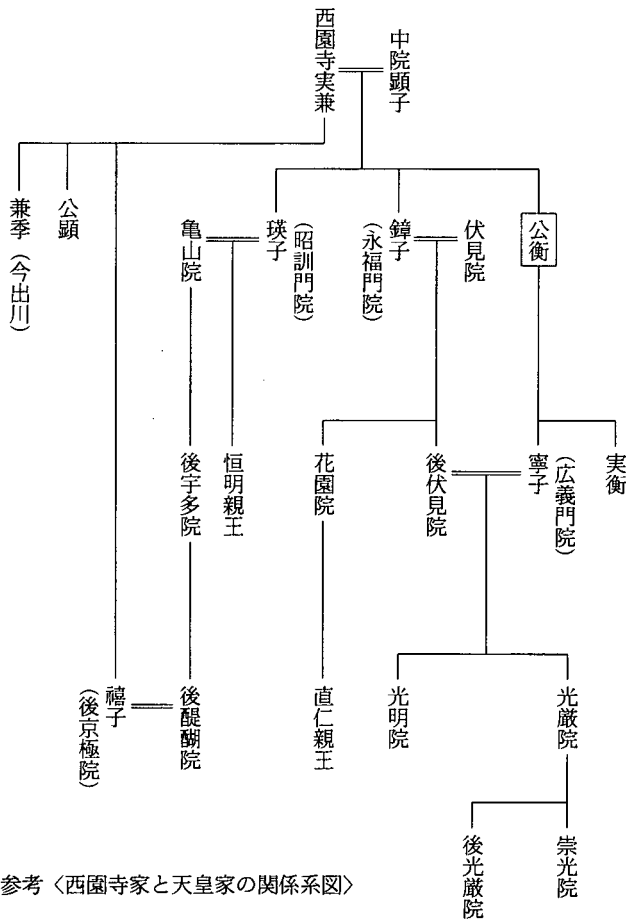 中院顕子
西園寺実兼
公衡
伏見院
鏱子
（永福門院）
瑛子
（昭訓門院）
亀山院
公顕
兼季（今出川）
実衡
寧子
（広義門院）
後伏見院
花園院
恒明親王
後宇多院
光厳院
光明院
直仁親王
後醍醐院
禧子
（後京極院）
崇光院
後光厳院
参考〈西園寺家と天皇家の関係系図〉